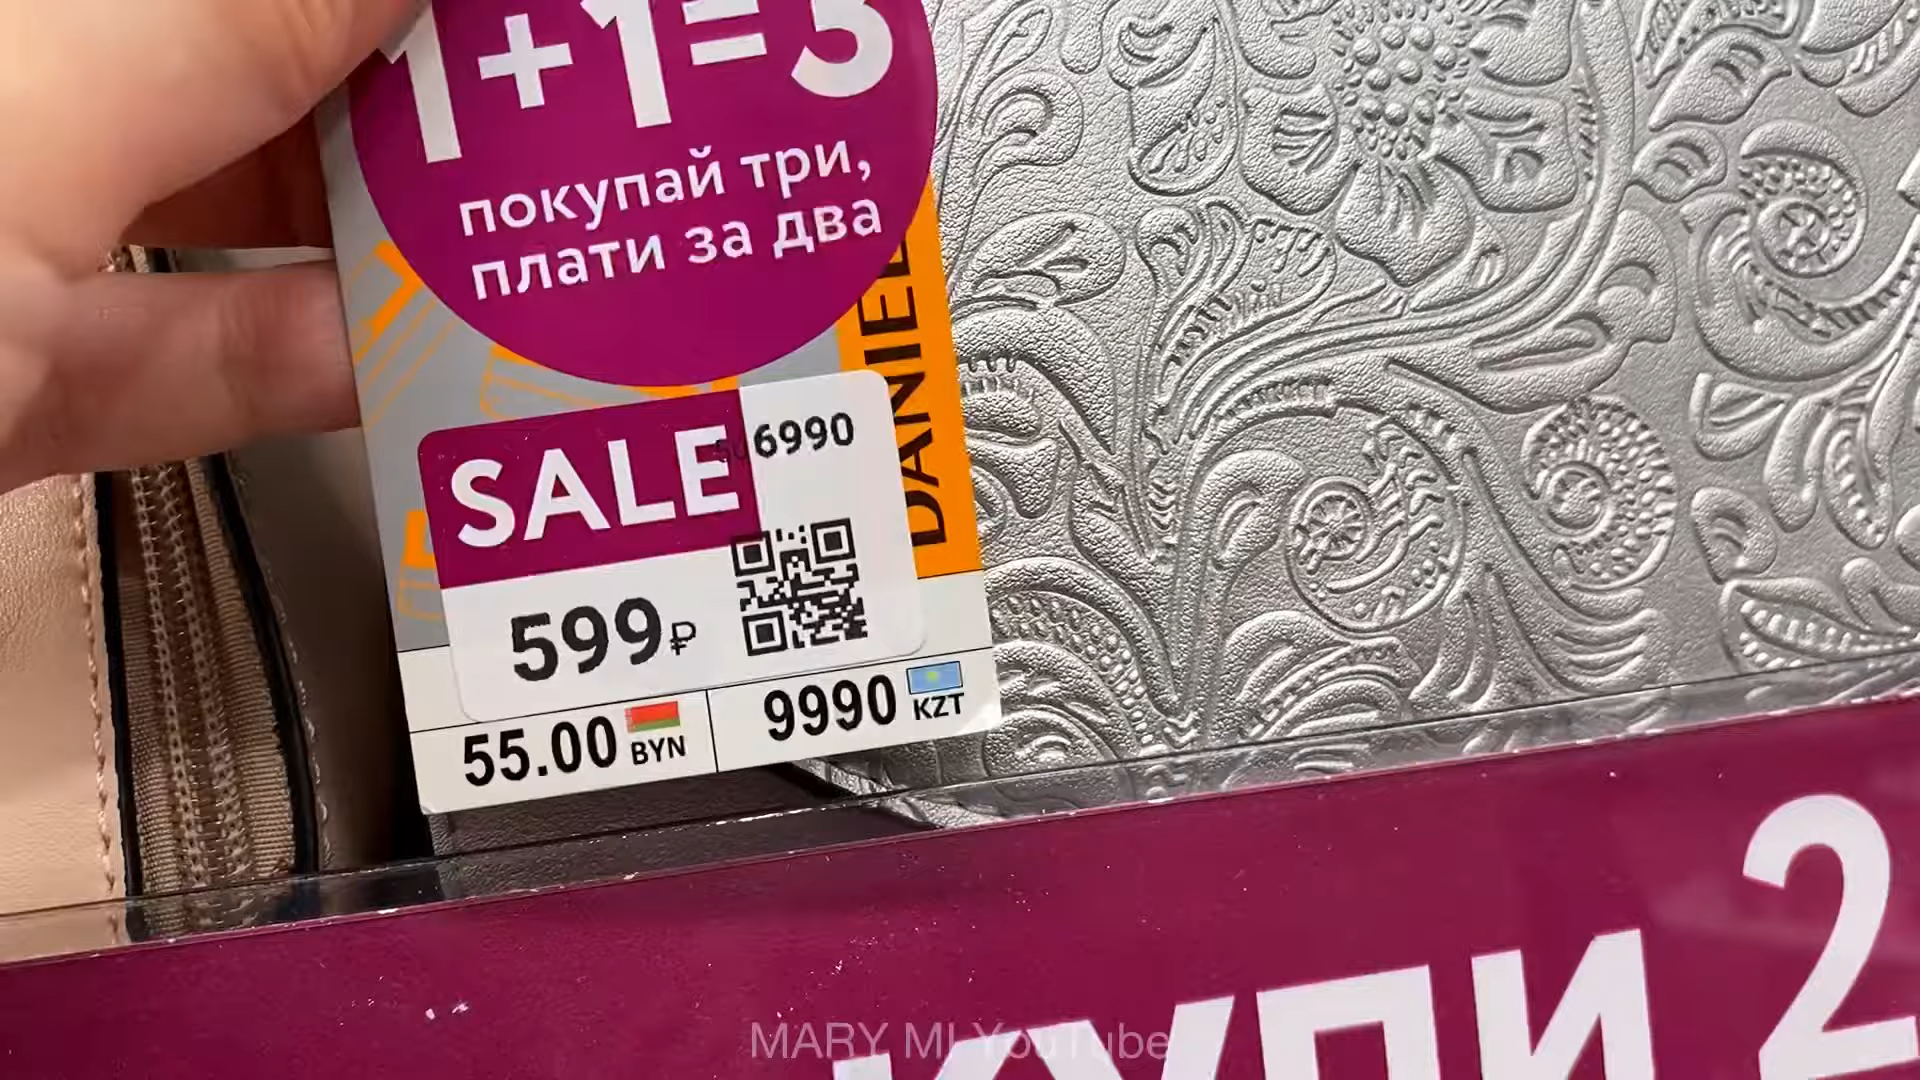 1+1=3
покупай три,
плати за два
DANIEL
SALE
6990
599₽
55.00 BYN
9990 KZT
КУПИ 2
MARY MI YouTube